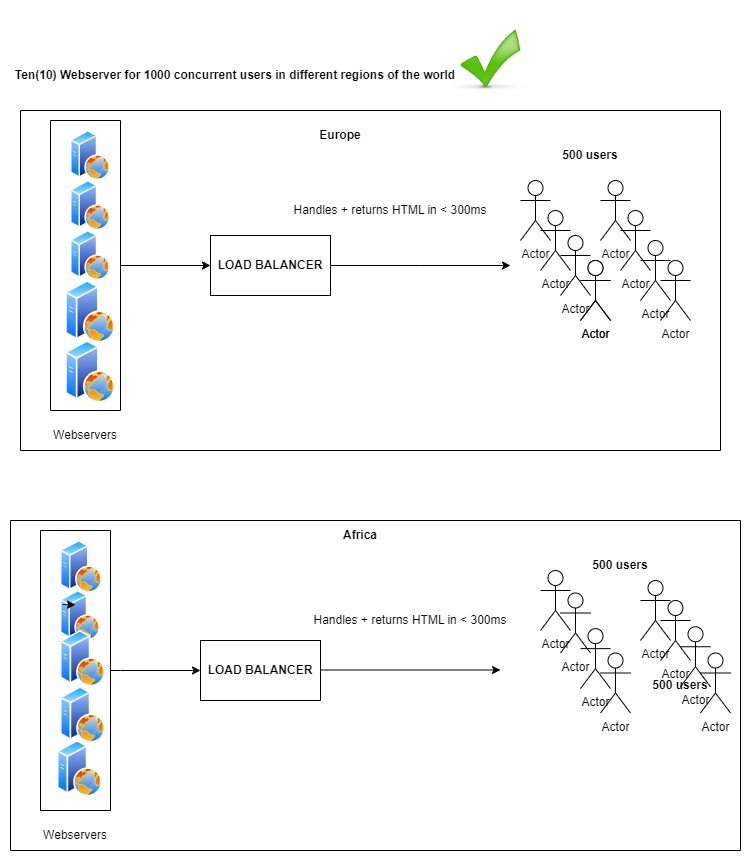 Ten(10) Webserver for 1000 concurrent users in different regions of the world
Europe
500 users
Handles + returns HTML in < 300ms
LOAD BALANCER
Actor
Actor
Actor
Actor
Actor
Actor
Actor
Actor
Webservers
Africa
500 users
Handles + returns HTML in < 300ms
LOAD BALANCER
Actor
Actor
Actor
Actor
500 users
Actor
Actor
Actor
Actor
Webservers